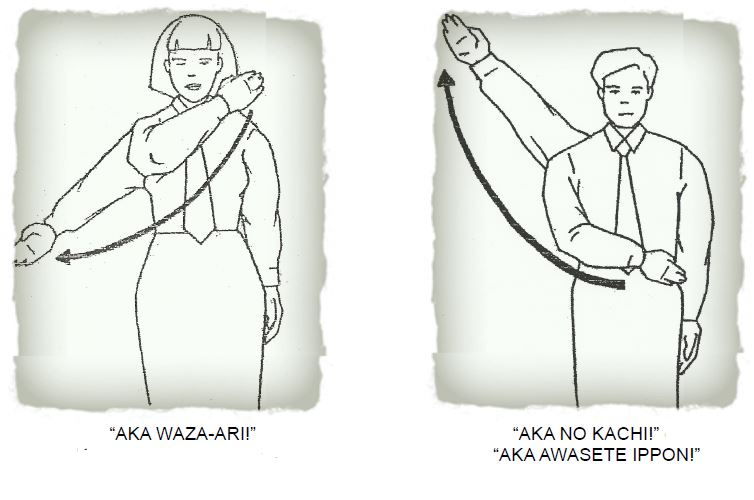 “AKA WAZA-ARI!”
“AKA NO KACHI!”
“AKA AWASETE IPPON!”